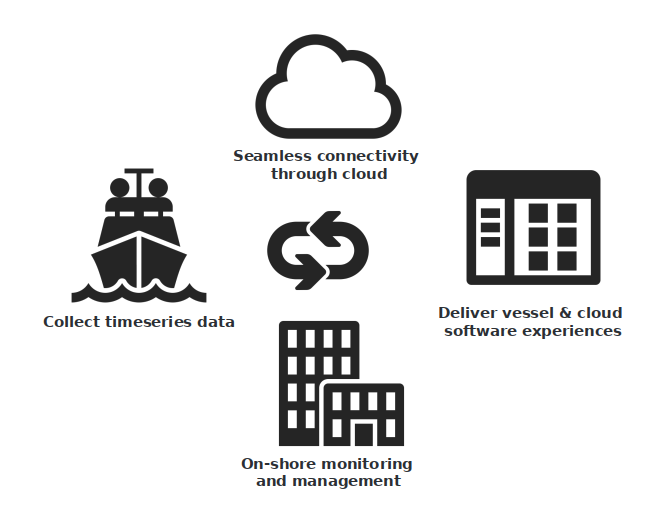 Seamless connectivity
through cloud
Collect timeseries data
Deliver vessel & cloud
software experiences
On-shore monitoring
and management